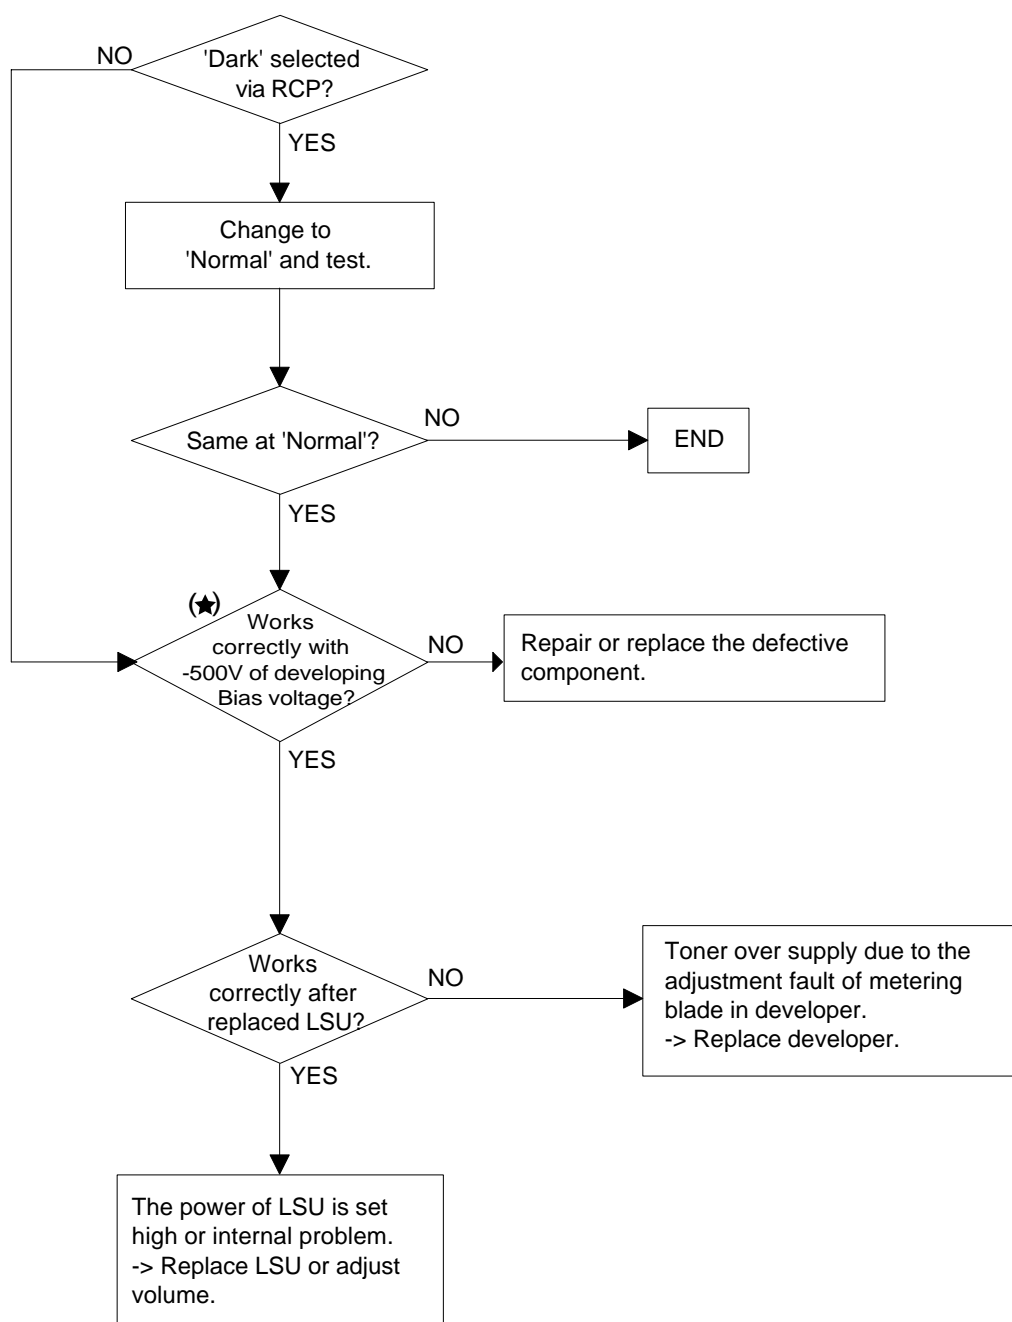 'Dark' selected
via RCP?
NO
YES
Change to
'Normal' and test.
Same at 'Normal'?
NO
END
YES
(★)
Works
correctly with
-500V of developing
Bias voltage?
NO
Repair or replace the defective
component.
YES
Works
correctly after
replaced LSU?
NO
Toner over supply due to the
adjustment fault of metering
blade in developer.
-> Replace developer.
YES
The power of LSU is set
high or internal problem.
-> Replace LSU or adjust
volume.